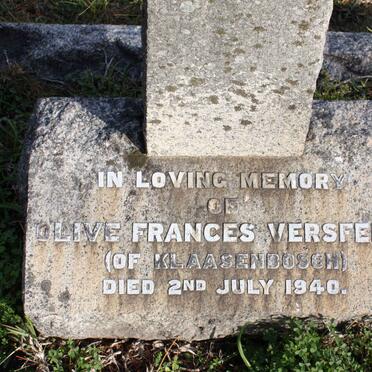 IN LOVING MEMORY
OF
OLIVE FRANCES VERSFE
(OF KLAASENBOSCH)
DIED 2ND JULY 1940.